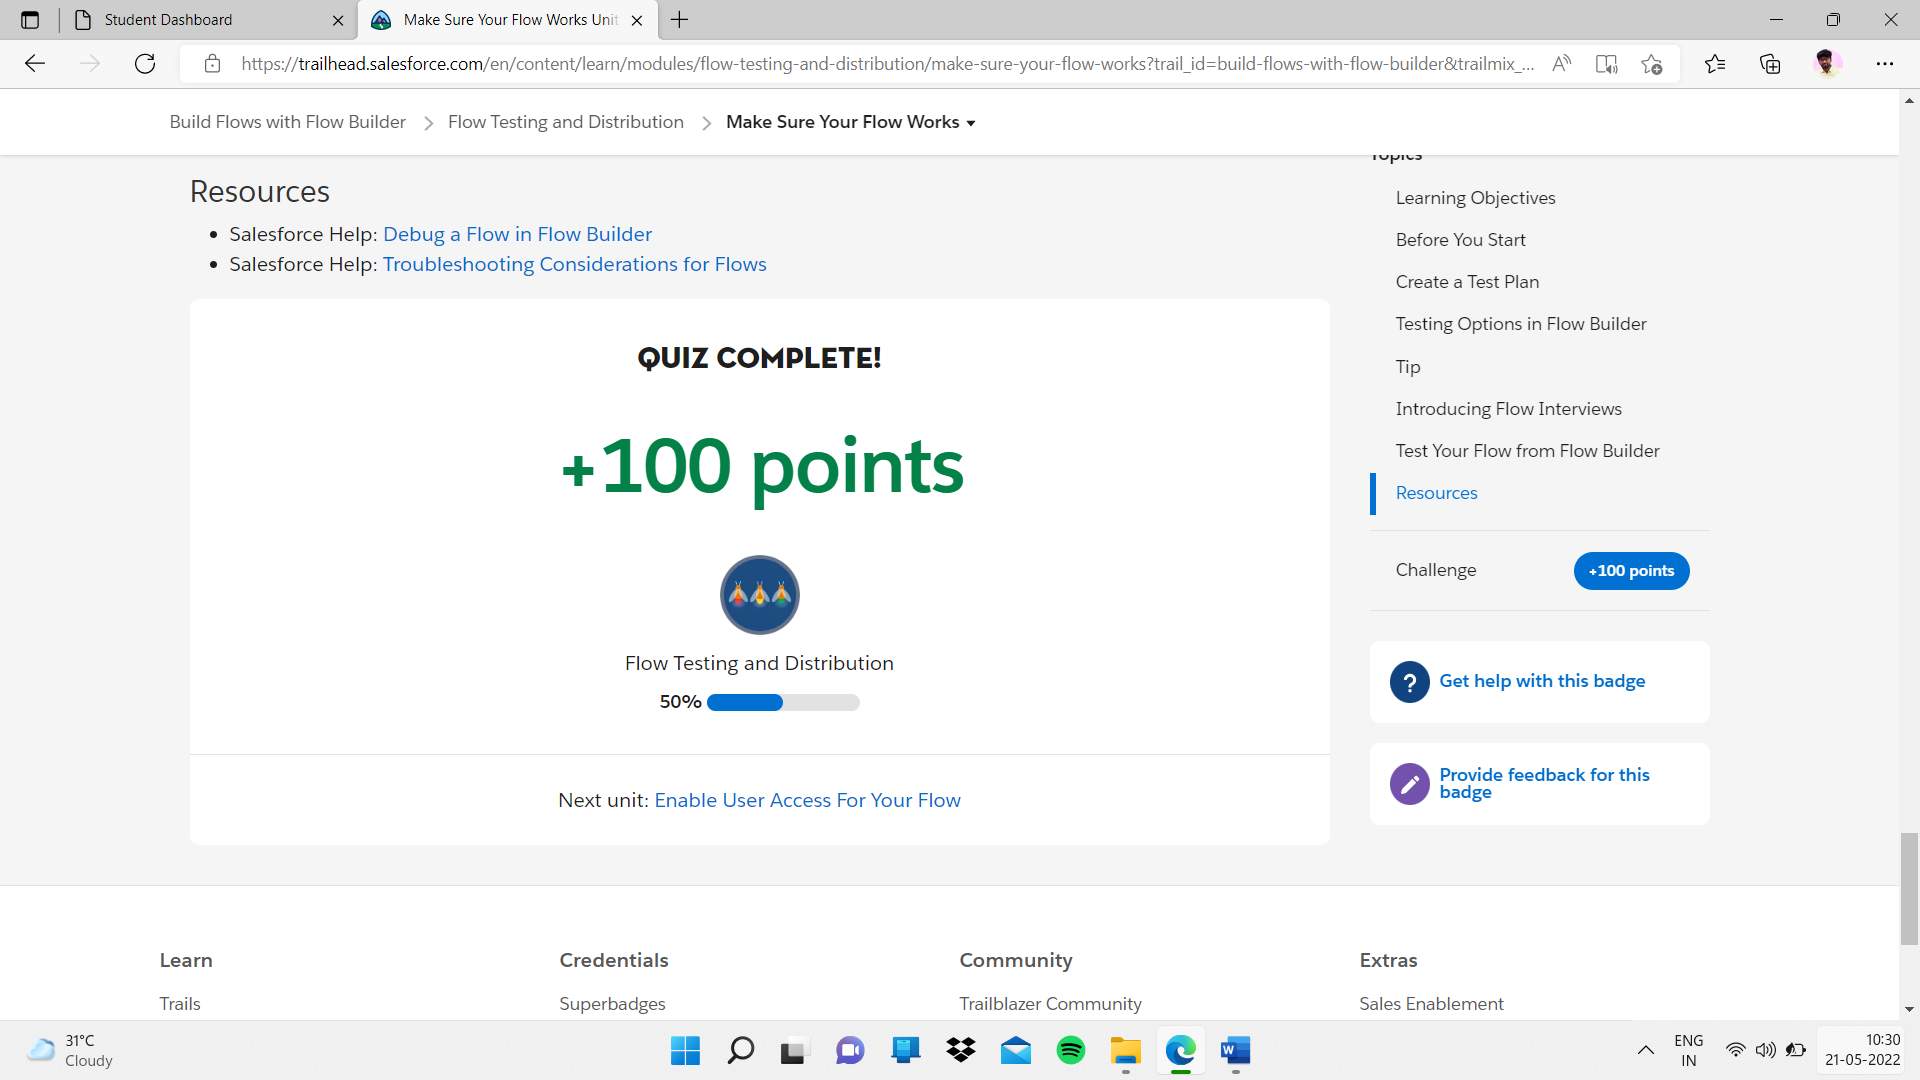 Student Dashboard
Make Sure Your Flow Works Unit
https://trailhead.salesforce.com/en/content/learn/modules/flow-testing-and-distribution/make-sure-your-flow-works?trail_id=build-flows-with-flow-builder&trailmix_...
Build Flows with Flow Builder > Flow Testing and Distribution > Make Sure Your Flow Works
Resources
• Salesforce Help: Debug a Flow in Flow Builder
• Salesforce Help: Troubleshooting Considerations for Flows
QUIZ COMPLETE!
+100 points
Flow Testing and Distribution
50%
Next unit: Enable User Access For Your Flow
Topics
Learning Objectives
Before You Start
Create a Test Plan
Testing Options in Flow Builder
Tip
Introducing Flow Interviews
Test Your Flow from Flow Builder
Resources
Challenge
+100 points
? Get help with this badge
Provide feedback for this
badge
Learn
Trails
Credentials
Superbadges
Community
Trailblazer Community
Extras
Sales Enablement
31°C
Cloudy
W
ENG
IN
10:30
21-05-2022